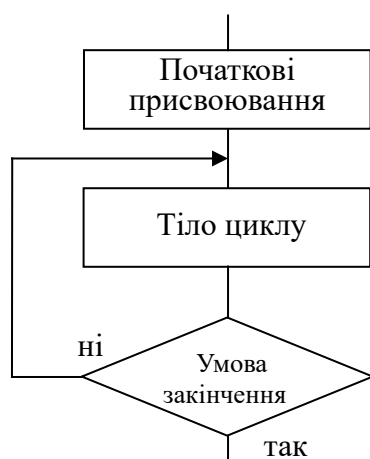 Початкові
присвоювання
Тіло циклу
ні
Умова
закінчення
так